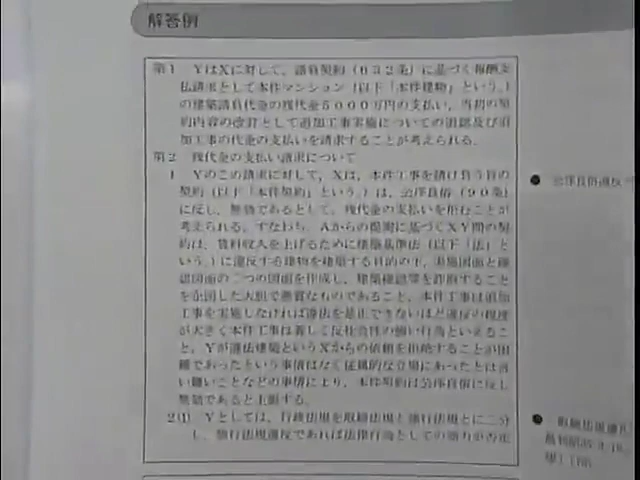 解答例
第1 YはXに対して、請負契約(632条)に基づく報酬支
払請求として本件マンション(以下「本件建物」という。)
の建築請負代金の残代金5000万円の支払い、当初の契
約内容の改訂として追加工事実施についての追認及び追
加工事の代金の支払いを請求することが考えられる。
第2 残代金の支払い請求について
1 Yのこの請求に対して、Xは、本件工事を請け負う旨の
契約(以下「本件契約」という。)は、公序良俗(90条)
に反し、無効であるとして、残代金の支払いを拒むことが
考えられる。すなわち、Aからの提案に基づくXY間の契
約は、賃料収入を上げるために建築基準法(以下「法」と
いう。)に違反する建物を建築する目的の下、実施図面と確
認図面の二つの図面を作成し、建築確認等を詐取すること
を企図した大胆で悪質なものであること、本件工事は追加
工事を実施しなければ違法を是正できないほど違反の程度
が大きく本件工事は著しく反社会性の強い行為といえるこ
と、Yが違法建築というXからの依頼を拒絶することが困
難であったという事情はなく従属的な立場にあったとは言
い難いことなどの事情により、本件契約は公序良俗に反し
無効であると主張する。
2(1) Yとしては、行政法規を取締法規と強行法規とに二分
し、強行法規違反であれば法律行為としての効力が否定
● 公序良俗違反
● 取締法規違反